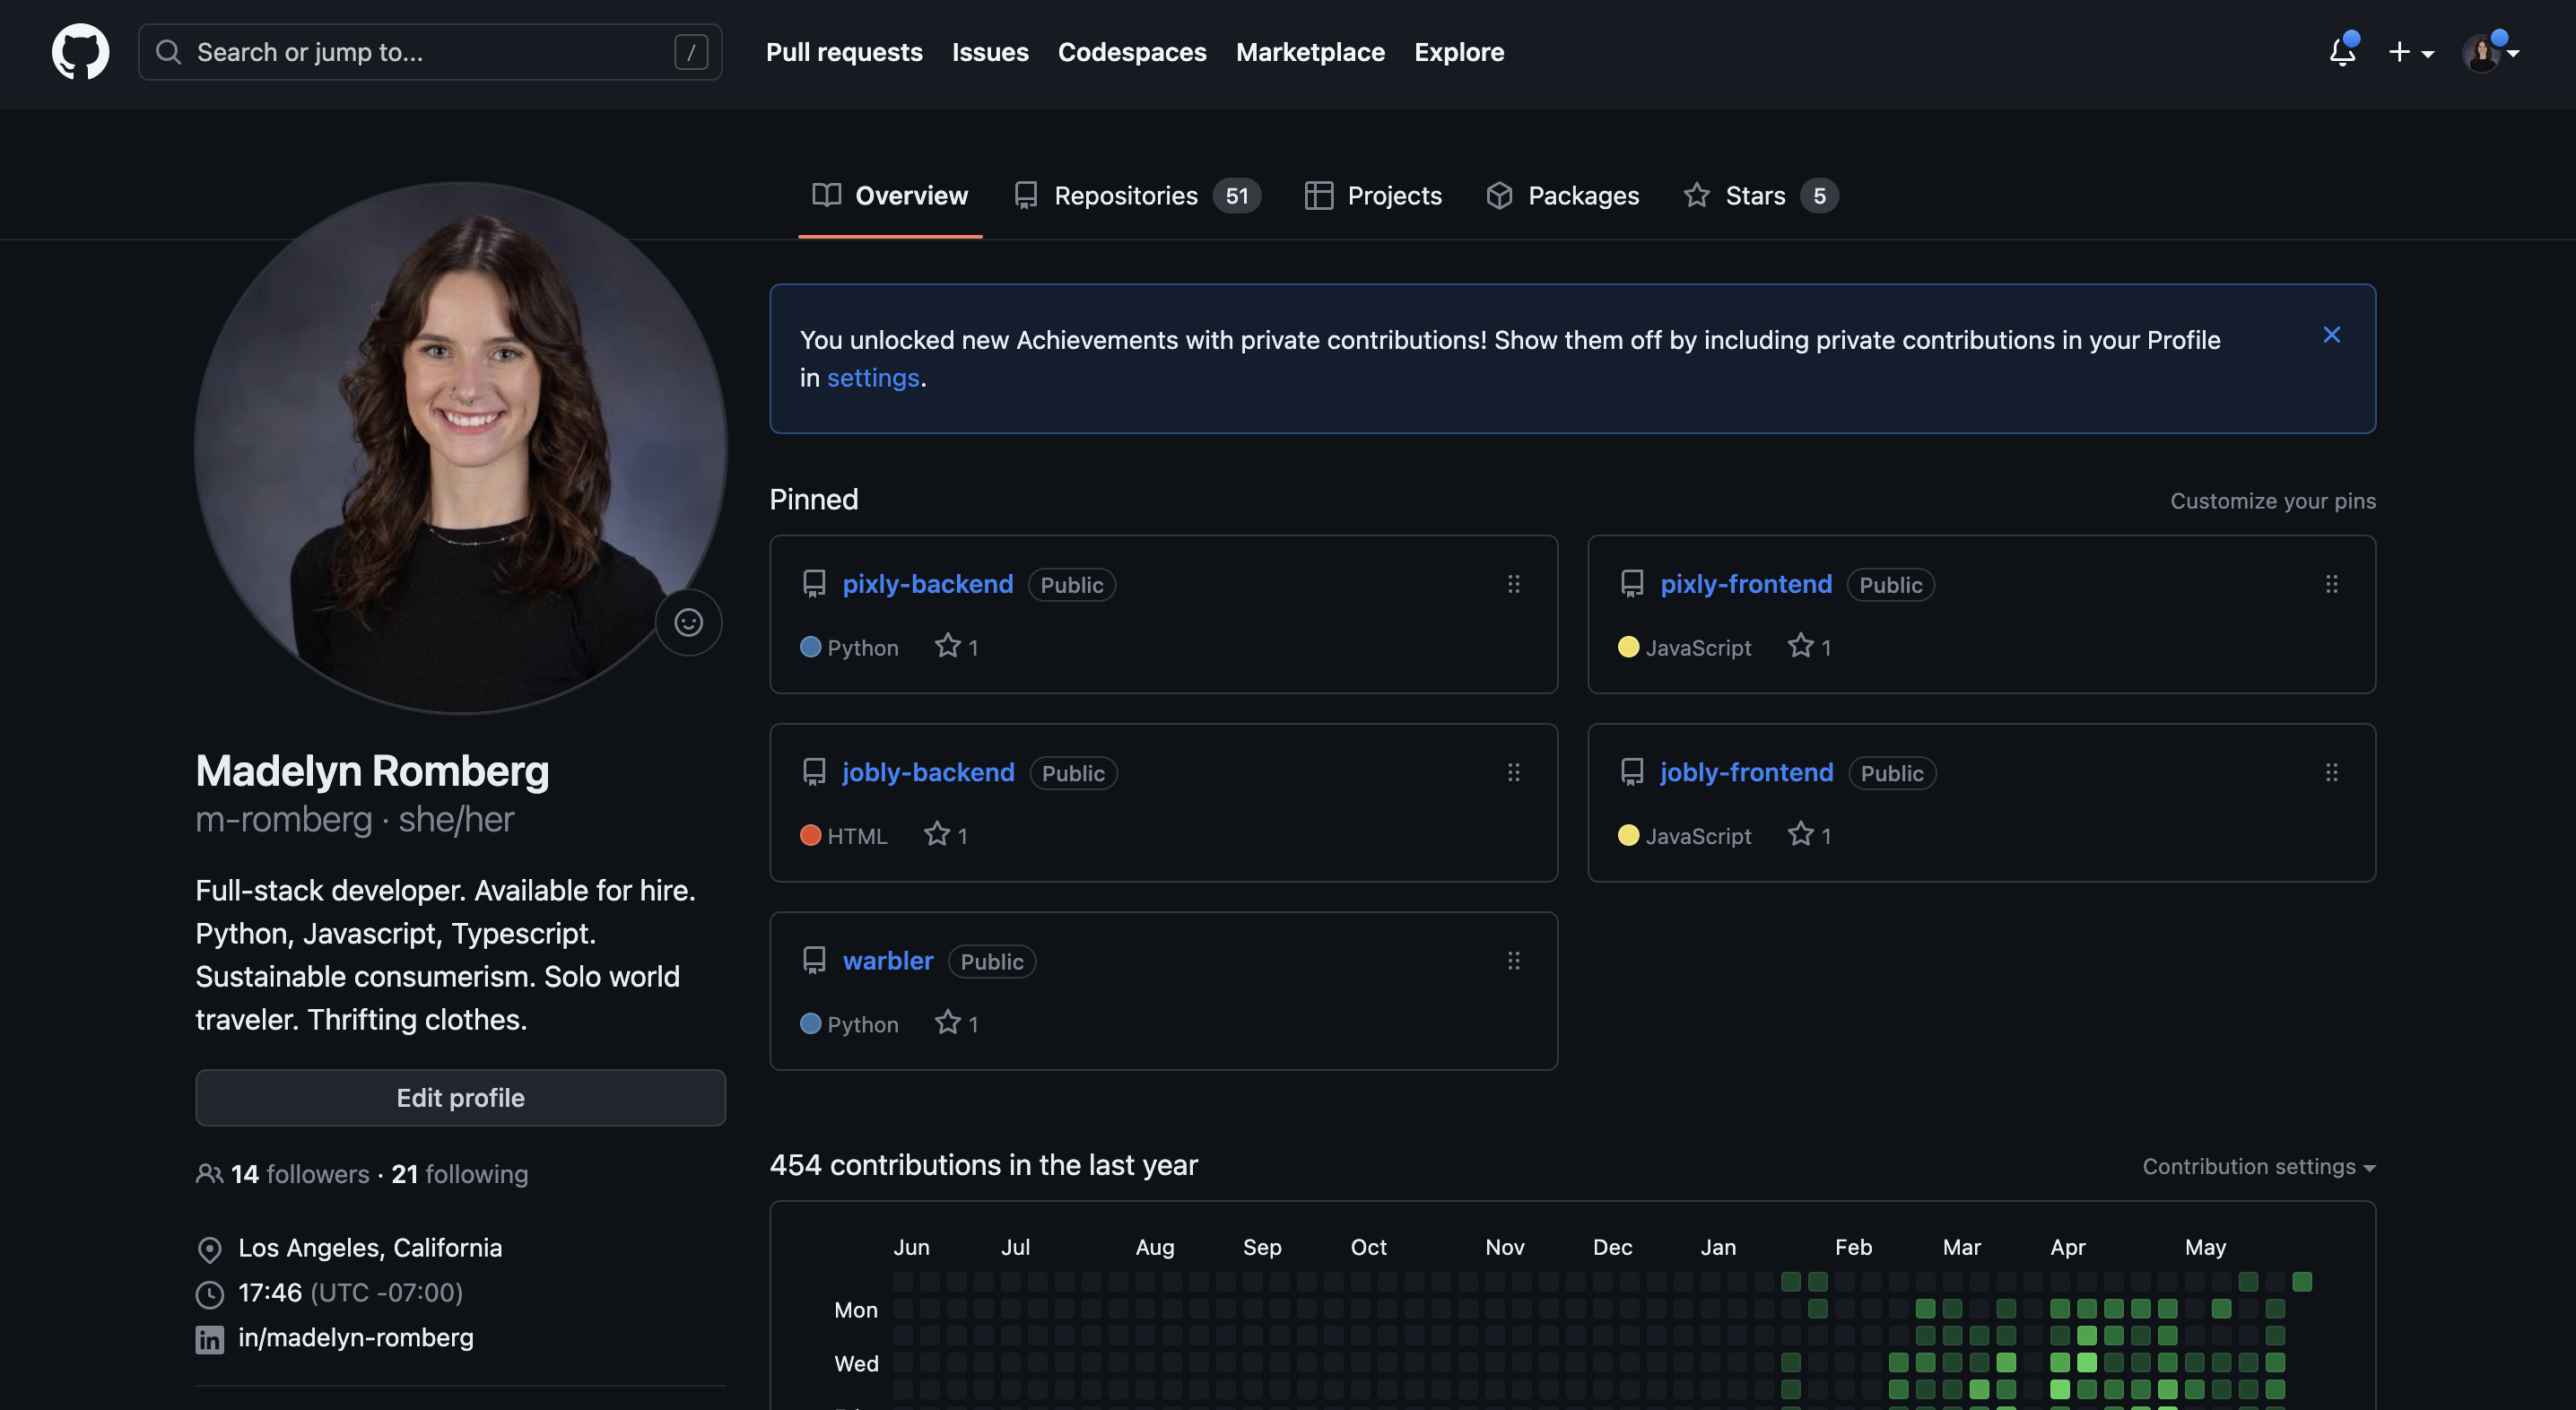 Search or jump to...
/
Pull requests
Issues
Codespaces
Marketplace
Explore
Overview
Repositories 51
Projects
Packages
Stars 5
You unlocked new Achievements with private contributions! Show them off by including private contributions in your Profile
in settings.
Pinned
Customize your pins
pixly-backend Public
Python 1
pixly-frontend Public
JavaScript 1
jobly-backend Public
HTML 1
jobly-frontend Public
JavaScript 1
warbler Public
Python 1
Madelyn Romberg
m-romberg · she/her
Full-stack developer. Available for hire.
Python, Javascript, Typescript.
Sustainable consumerism. Solo world
traveler. Thrifting clothes.
Edit profile
14 followers · 21 following
Los Angeles, California
17:46 (UTC -07:00)
in/madelyn-romberg
454 contributions in the last year
Contribution settings
Jun Jul Aug Sep Oct Nov Dec Jan Feb Mar Apr May
Mon
Wed